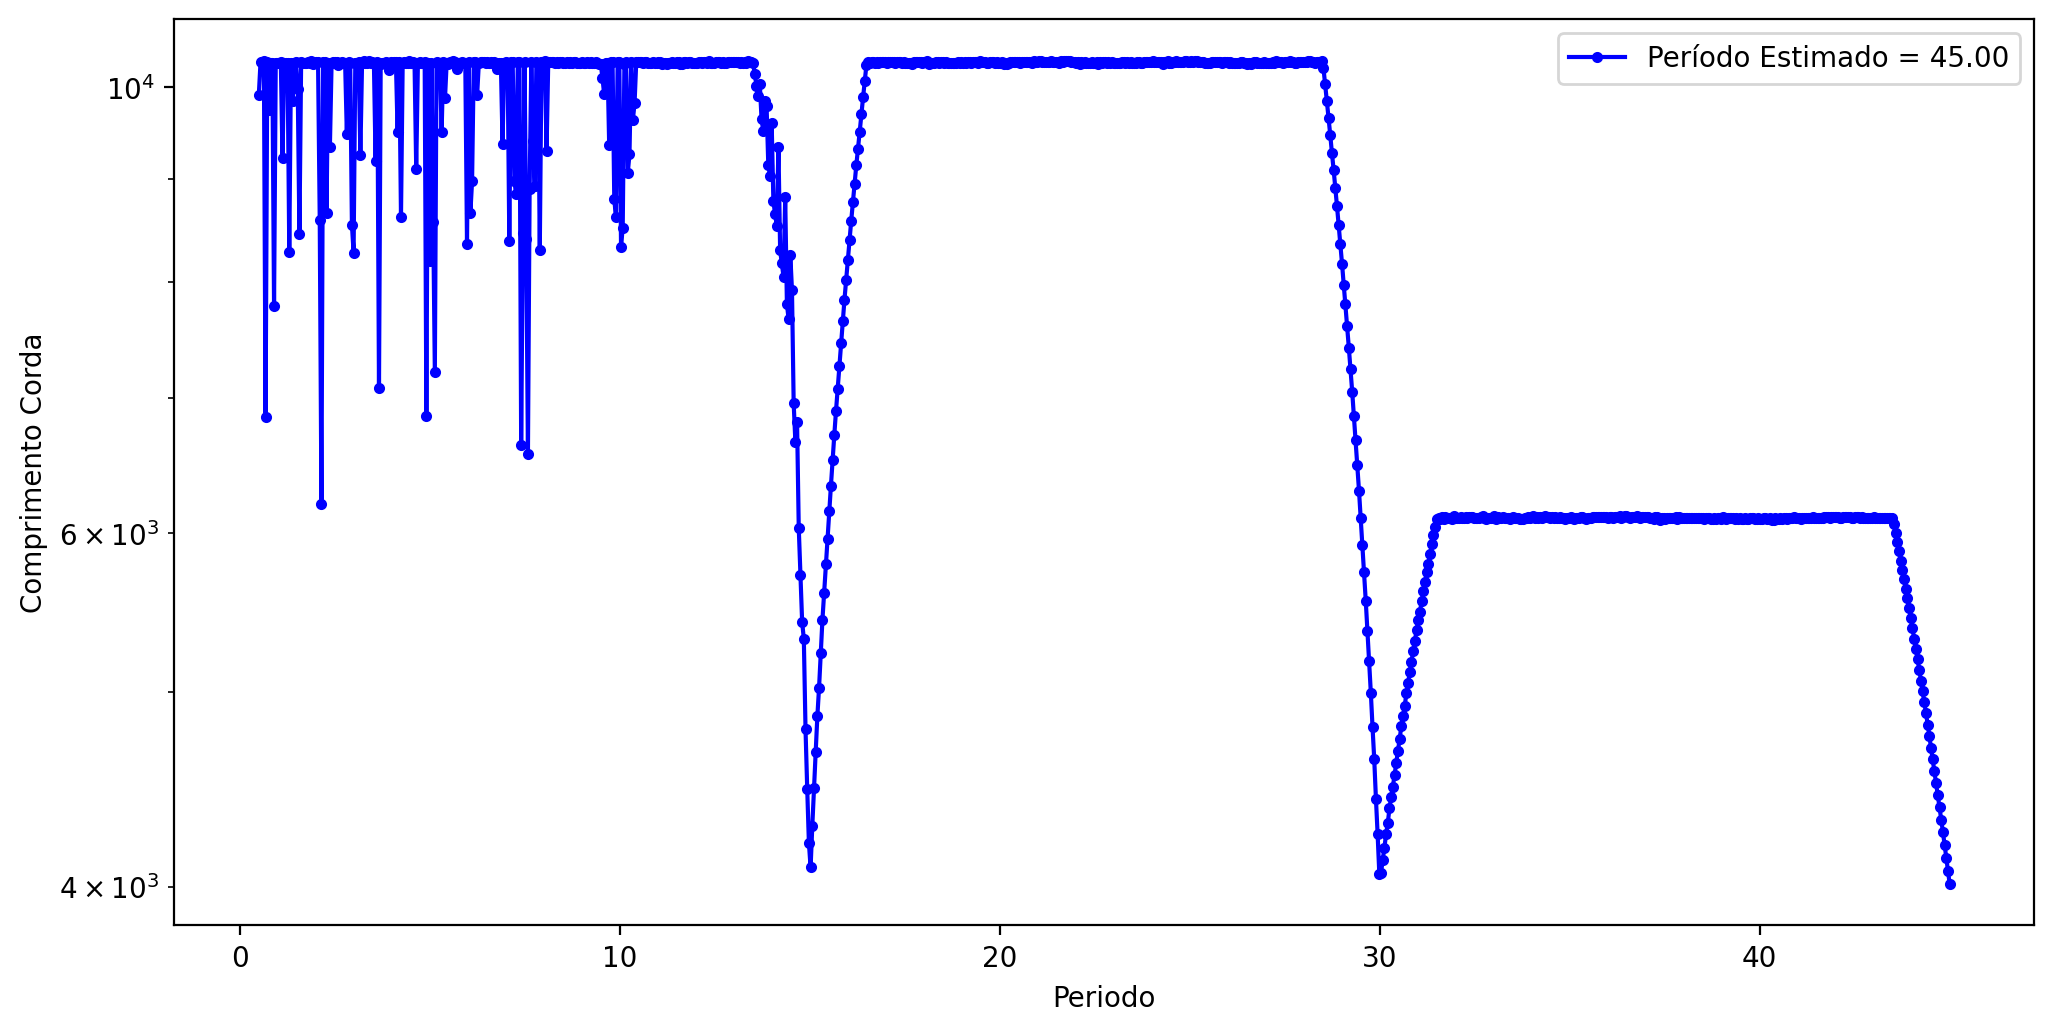 Período Estimado = 45.00
10⁴
6 × 10³
4 × 10³
Comprimento Corda
0 10 20 30 40
Periodo